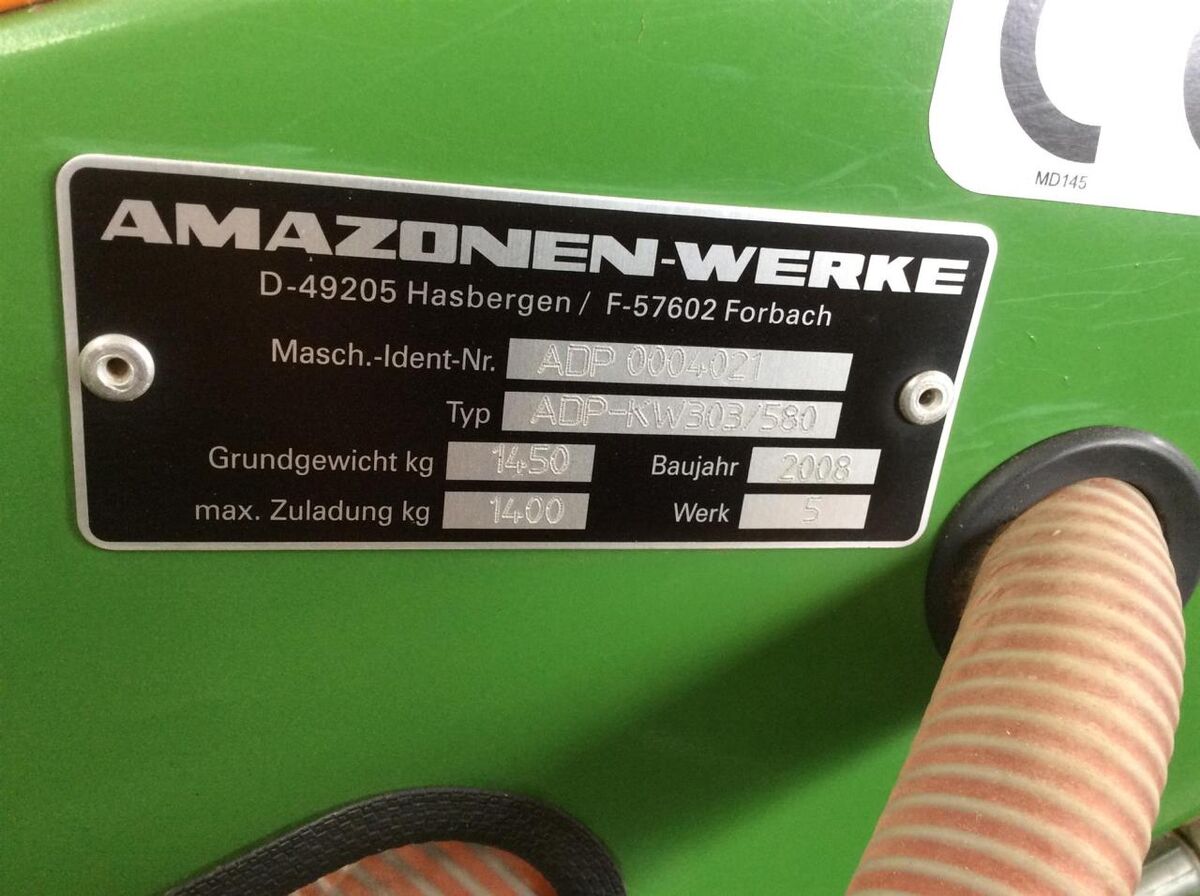 AMAZONEN-WERKE
D-49205 Hasbergen / F-57602 Forbach
Masch.-Ident-Nr. ADP 0004021
Typ ADP-KW303/580
Grundgewicht kg 1450 Baujahr 2008
max. Zuladung kg 1400 Werk 5
MD145